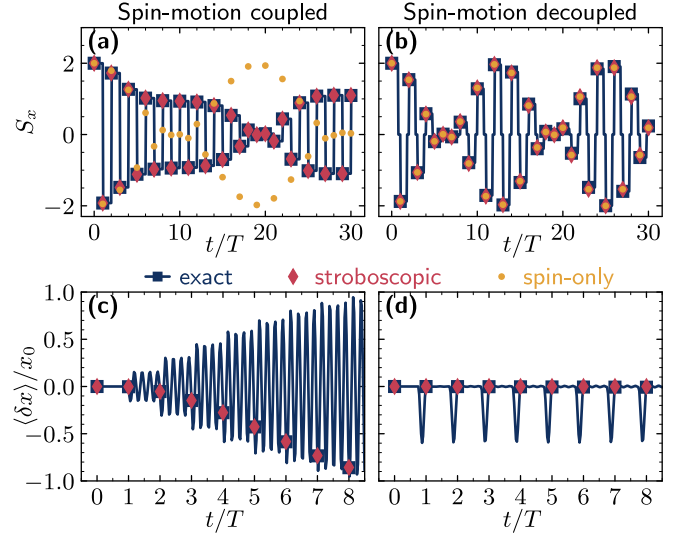 Spin-motion coupled
Spin-motion decoupled
(a)
(b)
S_x
2
0
−2
0 10 20 30
0 10 20 30
t/T
t/T
exact
stroboscopic
spin-only
(c)
(d)
⟨δx⟩/x_0
1.0
0.5
0.0
−0.5
−1.0
0 1 2 3 4 5 6 7 8
0 1 2 3 4 5 6 7 8
t/T
t/T